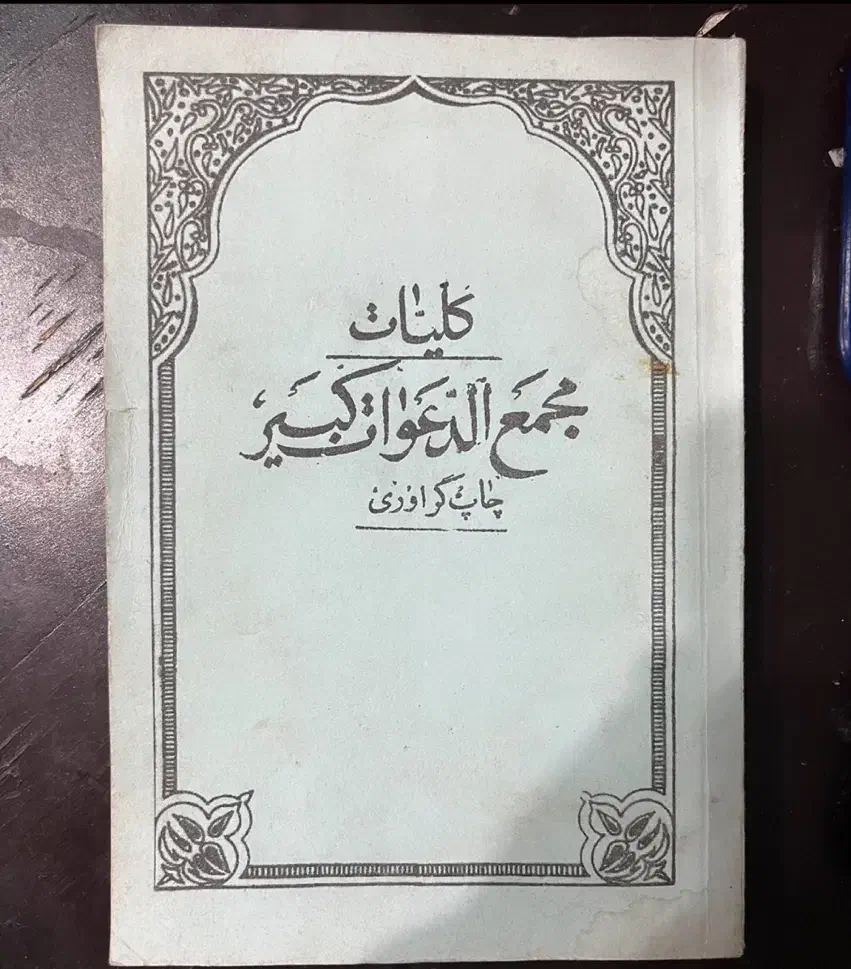 کلیات
مجمع الدعوات کبیر
چاپ گراوری